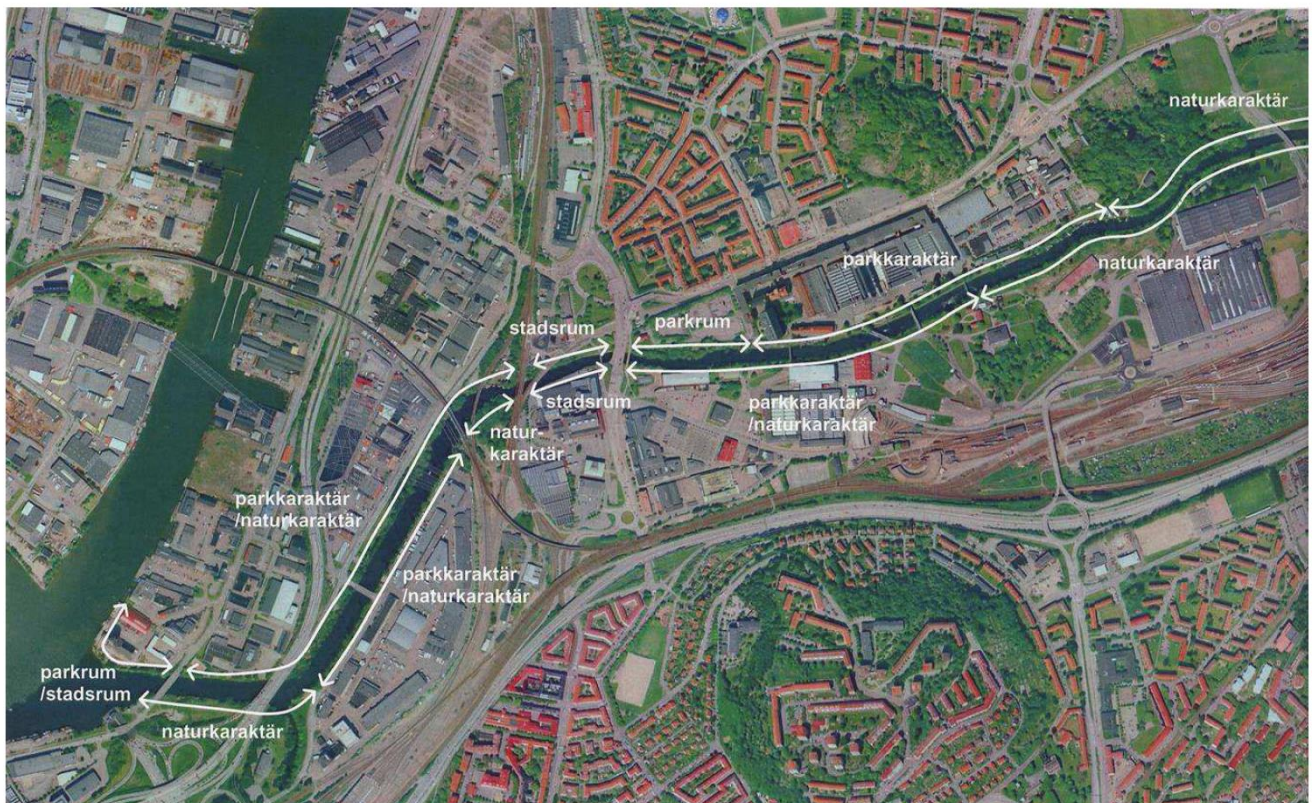 naturkaraktär
parkkaraktär
naturkaraktär
stadsrum
parkrum
stadsrum
parkkaraktär
/naturkaraktär
natur-
karaktär
parkkaraktär
/naturkaraktär
parkkaraktär
/naturkaraktär
parkrum
/stadsrum
naturkaraktär